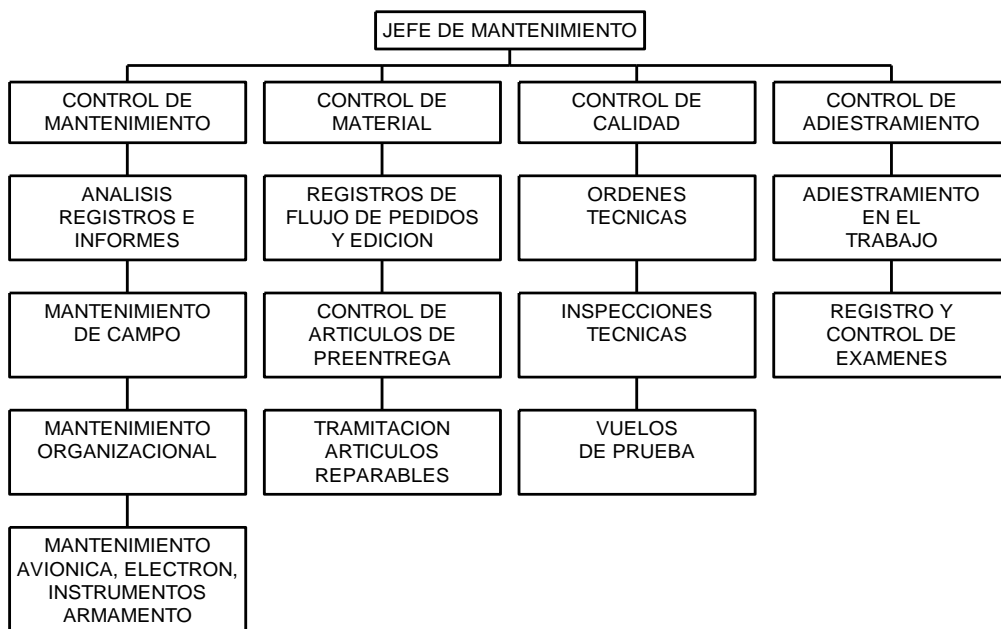 JEFE DE MANTENIMIENTO
CONTROL DE
MANTENIMIENTO
CONTROL DE
MATERIAL
CONTROL DE
CALIDAD
CONTROL DE
ADIESTRAMIENTO
ANALISIS
REGISTROS E
INFORMES
REGISTROS DE
FLUJO DE PEDIDOS
Y EDICION
ORDENES
TECNICAS
ADIESTRAMIENTO
EN EL
TRABAJO
MANTENIMIENTO
DE CAMPO
CONTROL DE
ARTICULOS DE
PREENTREGA
INSPECCIONES
TECNICAS
REGISTRO Y
CONTROL DE
EXAMENES
MANTENIMIENTO
ORGANIZACIONAL
TRAMITACION
ARTICULOS
REPARABLES
VUELOS
DE PRUEBA
MANTENIMIENTO
AVIONICA, ELECTRON,
INSTRUMENTOS
ARMAMENTO